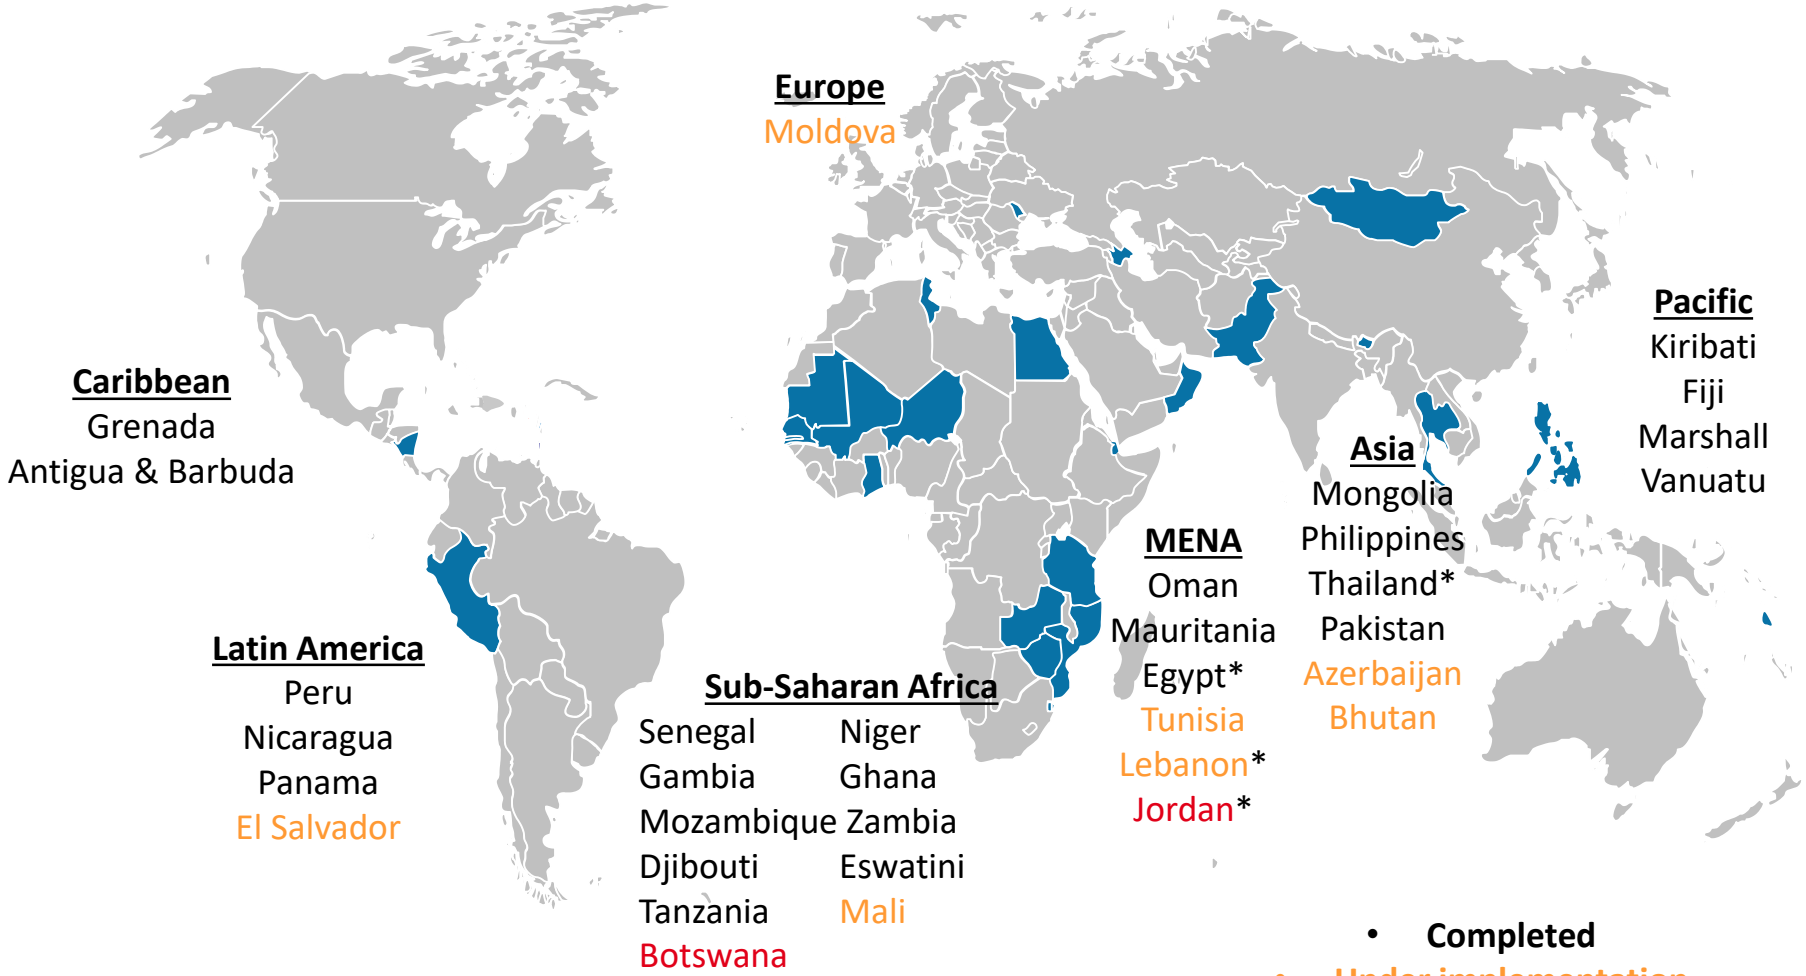 Europe
Moldova
Caribbean
Grenada
Antigua & Barbuda
Pacific
Kiribati
Fiji
Marshall
Vanuatu
Asia
Mongolia
Philippines
Thailand*
Pakistan
Azerbaijan
Bhutan
MENA
Oman
Mauritania
Egypt*
Tunisia
Lebanon*
Jordan*
Latin America
Peru
Nicaragua
Panama
El Salvador
Sub-Saharan Africa
Senegal Niger
Gambia Ghana
Mozambique Zambia
Djibouti Eswatini
Tanzania Mali
Botswana
• Completed
• Under implementation